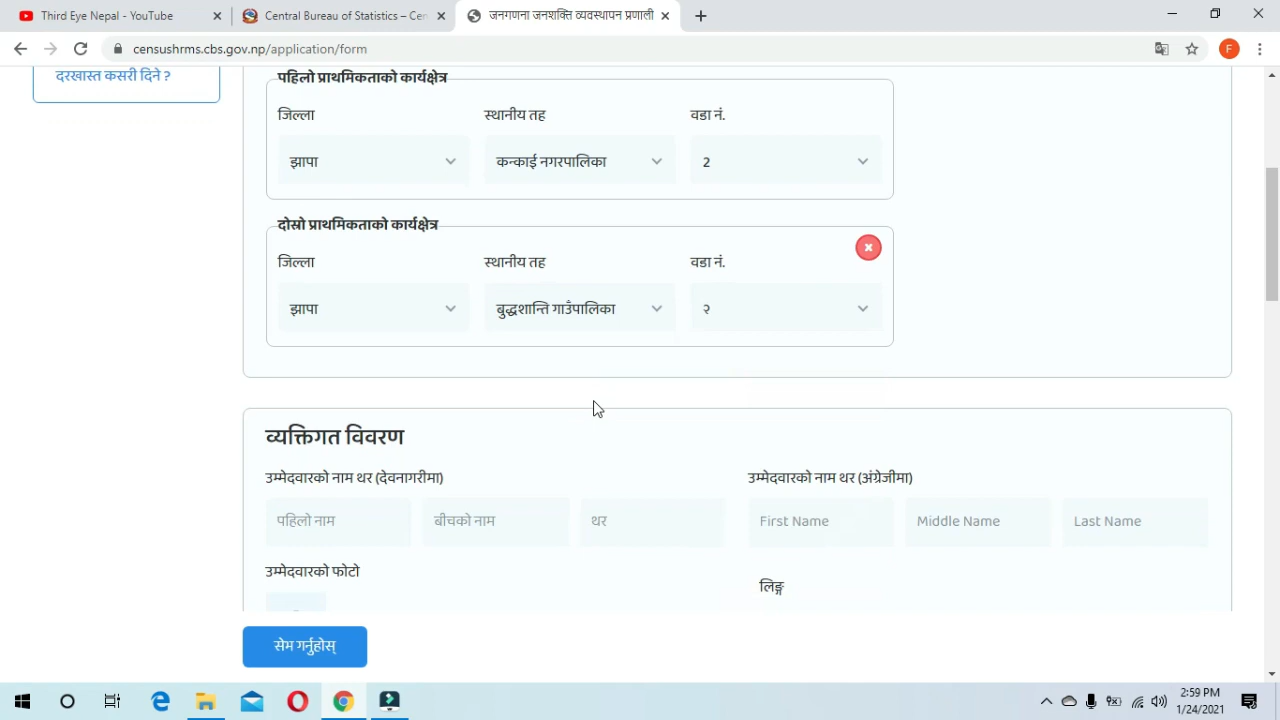 Third Eye Nepal - YouTube
Central Bureau of Statistics – Cen
जनगणना जनशक्ति व्यवस्थापन प्रणाली
censushrms.cbs.gov.np/application/form
F
दरखास्त कसरी दिने ?
पहिलो प्राथमिकताको कार्यक्षेत्र
जिल्ला
स्थानीय तह
वडा नं.
झापा
कन्काई नगरपालिका
2
दोस्रो प्राथमिकताको कार्यक्षेत्र
जिल्ला
स्थानीय तह
वडा नं.
झापा
बुद्धशान्ति गाउँपालिका
२
व्यक्तिगत विवरण
उम्मेदवारको नाम थर (देवनागरीमा)
उम्मेदवारको नाम थर (अंग्रेजीमा)
पहिलो नाम
बीचको नाम
थर
First Name
Middle Name
Last Name
उम्मेदवारको फोटो
लिङ्ग
सेभ गर्नुहोस्
2:59 PM
1/24/2021